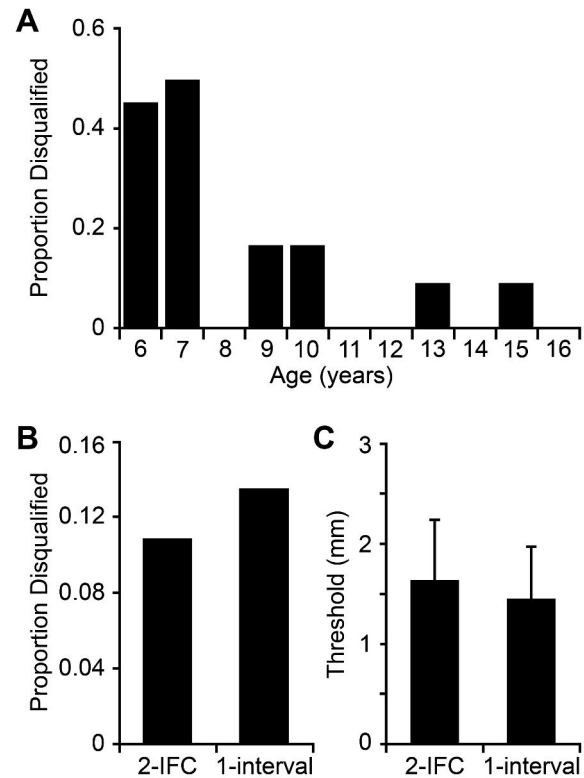 A
Proportion Disqualified
0.6
0.4
0.2
0
6 7 8 9 10 11 12 13 14 15 16
Age (years)
B
Proportion Disqualified
0.16
0.12
0.08
0.04
0
2-IFC 1-interval
C
Threshold (mm)
3
2
1
0
2-IFC 1-interval